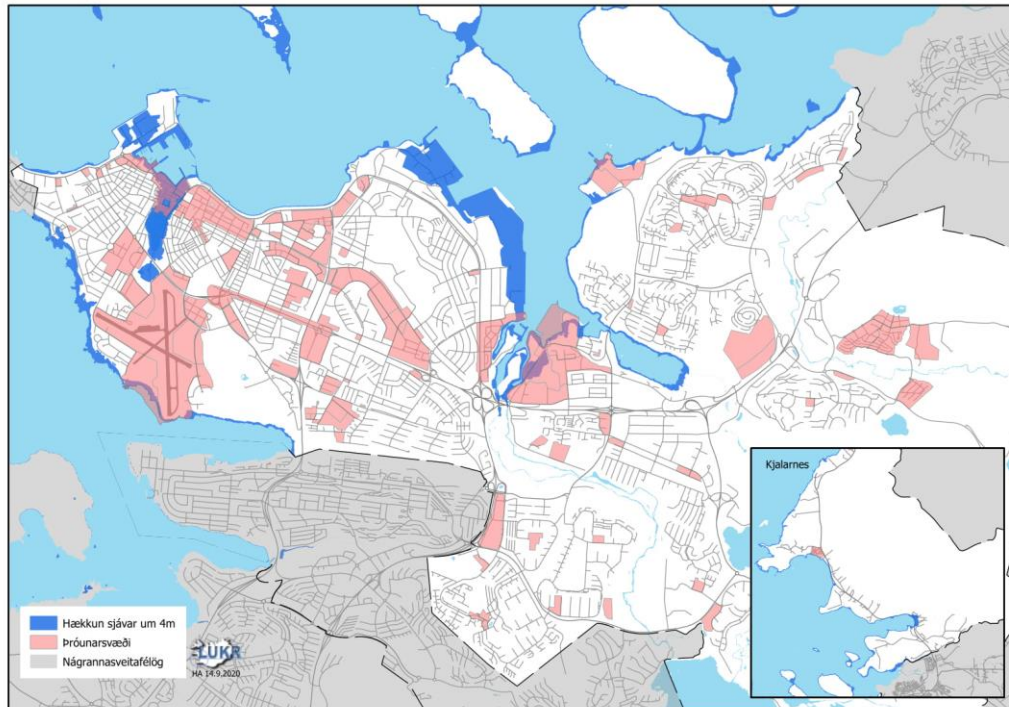 Kjalarnes
Hækkun sjávar um 4m
Þróunarsvæði
Nágrannasveitafélög
LUKR
HA 14.9.2020